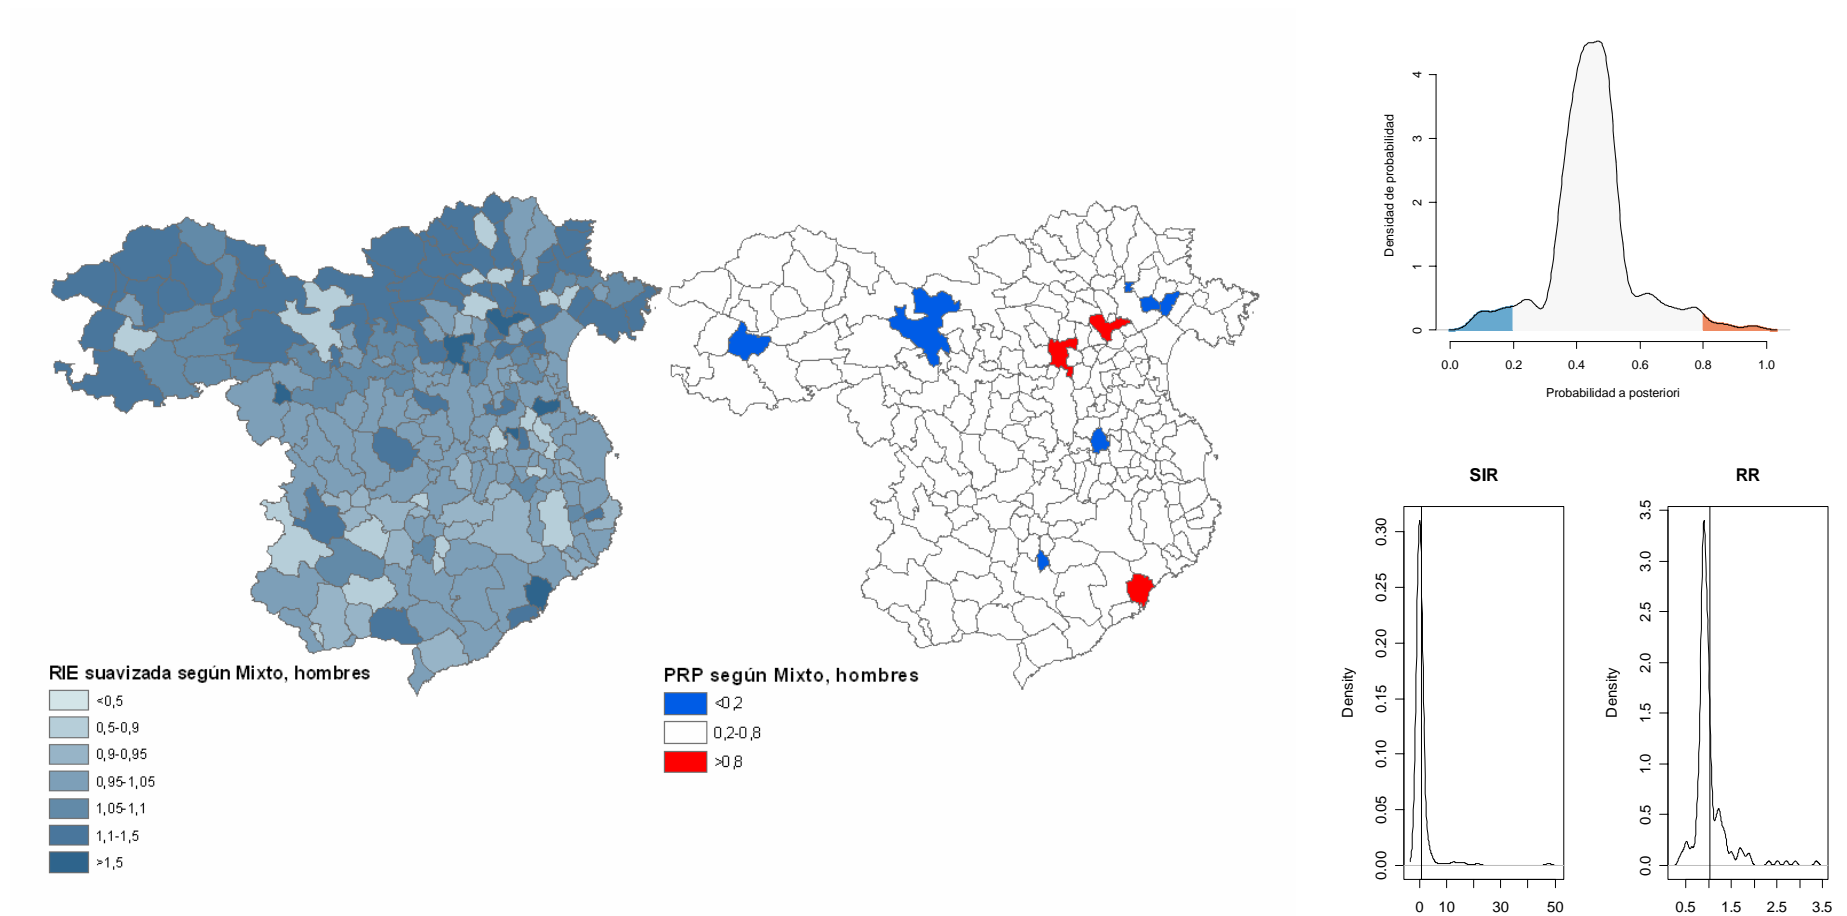 RIE suavizada según Mixto, hombres
<0,5
0,5-0,9
0,9-0,95
0,95-1,05
1,05-1,1
1,1-1,5
>1,5
PRP según Mixto, hombres
<0,2
0,2-0,8
>0,8
Densidad de probabilidad
4
3
2
1
0
0.0 0.2 0.4 0.6 0.8 1.0
Probabilidad a posteriori
SIR
Density
0.30
0.25
0.20
0.15
0.10
0.05
0.00
0 10 30 50
RR
Density
3.5
3.0
2.5
2.0
1.5
1.0
0.5
0.0
0.5 1.5 2.5 3.5